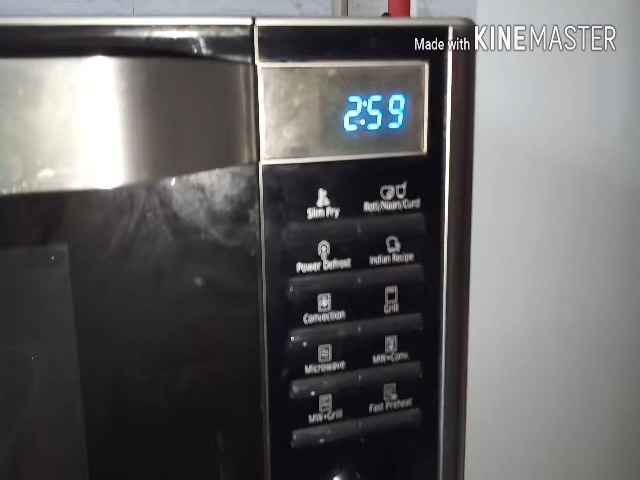 Made with KINEMASTER
2:59
Slim Fry Roti/Naan/Curd
Power Defrost Indian Recipe
Convection Grill
Microwave MW+Conv.
MW+Grill Fast Preheat